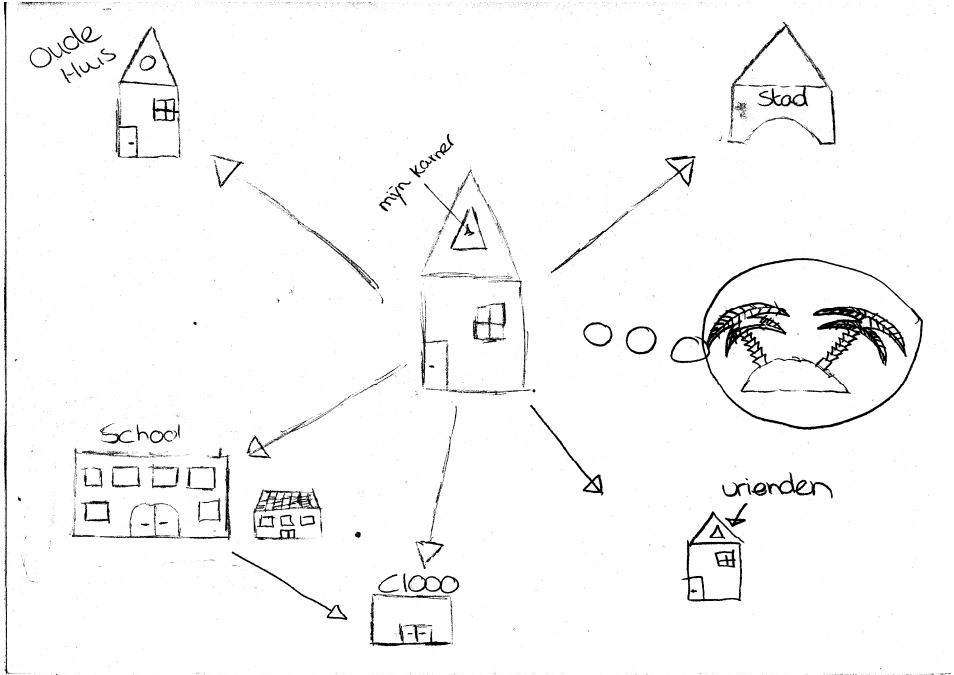 Oude
Huis
Stad
mijn kamer
School
vrienden
C1000